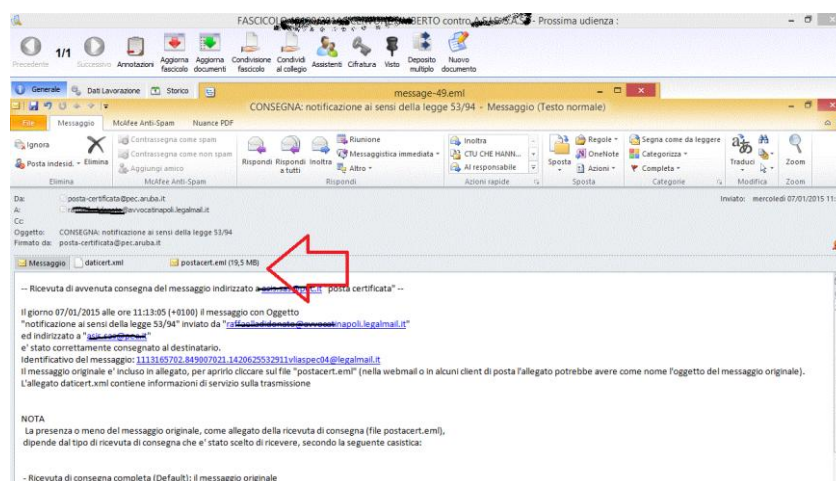 FASCICOLO BERTO contro - Prossima udienza :
Precedente 1/1 Successivo Annotazioni Aggiorna fascicolo Aggiorna documenti Condivisione fascicolo Condividi al collegio Assistenti Cifratura Visto Deposito multiplo Nuovo documento
Generale Dati Lavorazione Storico
message-49.eml
CONSEGNA: notificazione ai sensi della legge 53/94 - Messaggio (Testo normale)
File Messaggio McAfee Anti-Spam Nuance PDF
Ignora Contrassegna come spam Riunione Inoltra Regole Segna come da leggere
Contrassegna come non spam Messaggistica immediata CTU CHE HANN... OneNote Categorizza
Posta indesid. Elimina Aggiungi amico Rispondi Rispondi a tutti Inoltra Altro Al responsabile Sposta Azioni Completa Traduci Zoom
Elimina McAfee Anti-Spam Rispondi Azioni rapide Sposta Categorie Modifica Zoom
Da: posta-certificata@pec.aruba.it Inviato: mercoledì 07/01/2015 11:
A: @avvocatinapoli.legalmail.it
Cc:
Oggetto: CONSEGNA: notificazione ai sensi della legge 53/94
Firmato da: posta-certificata@pec.aruba.it
Messaggio daticert.xml postacert.eml (19,5 MB)
-- Ricevuta di avvenuta consegna del messaggio indirizzato a "posta certificata" --
Il giorno 07/01/2015 alle ore 11:13:05 (+0100) il messaggio con Oggetto
"notificazione ai sensi della legge 53/94" inviato da "raffaelladidonato@avvocatinapoli.legalmail.it"
ed indirizzato a
e' stato correttamente consegnato al destinatario.
Identificativo del messaggio: 1113165702.849007021.1420625532911vliaspec04@legalmail.it
Il messaggio originale e' incluso in allegato, per aprirlo cliccare sul file "postacert.eml" (nella webmail o in alcuni client di posta l'allegato potrebbe avere come nome l'oggetto del messaggio originale).
L'allegato daticert.xml contiene informazioni di servizio sulla trasmissione
NOTA
La presenza o meno del messaggio originale, come allegato della ricevuta di consegna (file postacert.eml),
dipende dal tipo di ricevuta di consegna che e' stato scelto di ricevere, secondo la seguente casistica:
- Ricevuta di consegna completa (Default): il messaggio originale